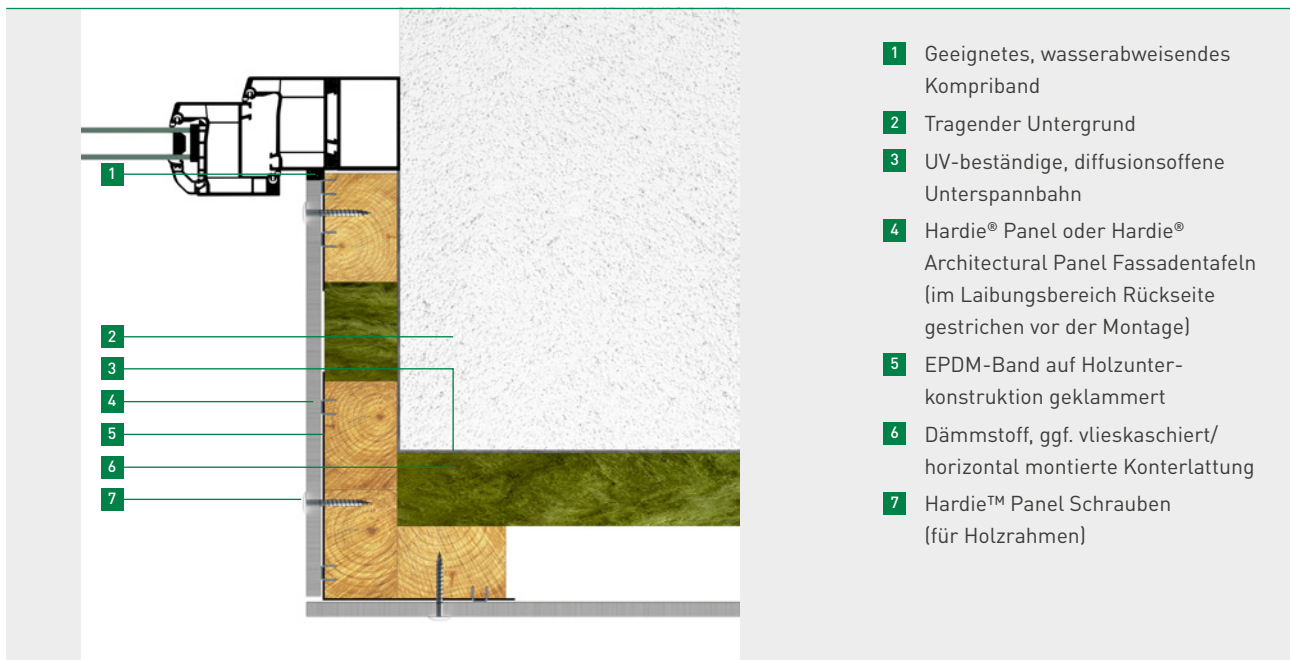 1 Geeignetes, wasserabweisendes
Kompriband
2 Tragender Untergrund
3 UV-beständige, diffusionsoffene
Unterspannbahn
4 Hardie® Panel oder Hardie®
Architectural Panel Fassadentafeln
(im Laibungsbereich Rückseite
gestrichen vor der Montage)
5 EPDM-Band auf Holzunter-
konstruktion geklammert
6 Dämmstoff, ggf. vlieskaschiert/
horizontal montierte Konterlattung
7 Hardie™ Panel Schrauben
(für Holzrahmen)
1
2
3
4
5
6
7